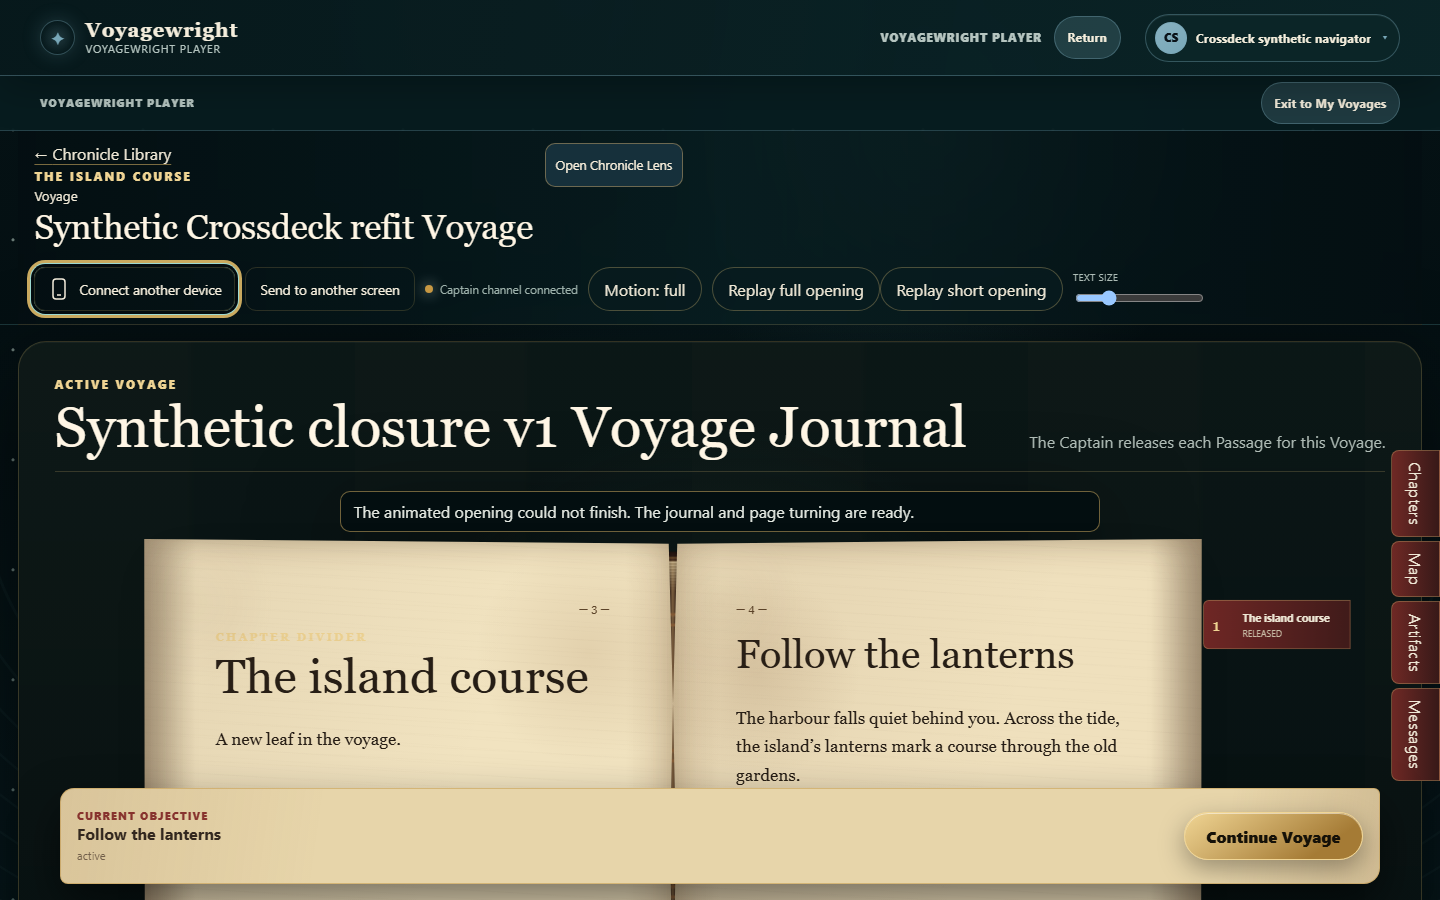 Voyagewright
VOYAGEWRIGHT PLAYER
VOYAGEWRIGHT PLAYER
Return
CS
Crossdeck synthetic navigator
VOYAGEWRIGHT PLAYER
Exit to My Voyages
← Chronicle Library
THE ISLAND COURSE
Voyage
Synthetic Crossdeck refit Voyage
Open Chronicle Lens
Connect another device
Send to another screen
Captain channel connected
Motion: full
Replay full opening
Replay short opening
TEXT SIZE
ACTIVE VOYAGE
Synthetic closure v1 Voyage Journal
The Captain releases each Passage for this Voyage.
The animated opening could not finish. The journal and page turning are ready.
— 3 —
CHAPTER DIVIDER
The island course
A new leaf in the voyage.
— 4 —
Follow the lanterns
The harbour falls quiet behind you. Across the tide,
the island’s lanterns mark a course through the old
gardens.
1
The island course
RELEASED
Chapters
Map
Artifacts
Messages
CURRENT OBJECTIVE
Follow the lanterns
active
Continue Voyage